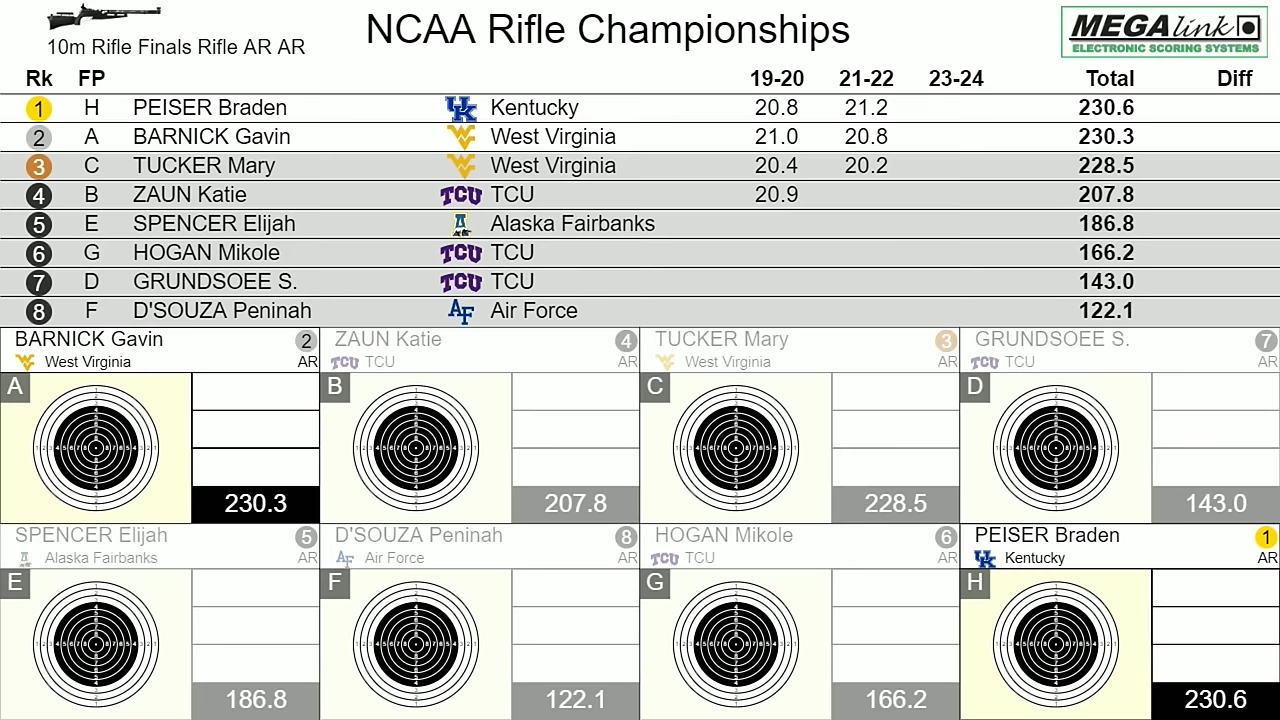 NCAA Rifle Championships
10m Rifle Finals Rifle AR AR
MEGAlink
ELECTRONIC SCORING SYSTEMS
Rk FP 19-20 21-22 23-24 Total Diff
1 H PEISER Braden UK Kentucky 20.8 21.2 230.6
2 A BARNICK Gavin WV West Virginia 21.0 20.8 230.3
3 C TUCKER Mary WV West Virginia 20.4 20.2 228.5
4 B ZAUN Katie TCU TCU 20.9 207.8
5 E SPENCER Elijah A Alaska Fairbanks 186.8
6 G HOGAN Mikole TCU TCU 166.2
7 D GRUNDSOEE S. TCU TCU 143.0
8 F D'SOUZA Peninah AF Air Force 122.1
BARNICK Gavin 2
WV West Virginia AR
A
230.3
ZAUN Katie 4
TCU TCU AR
B
207.8
TUCKER Mary 3
WV West Virginia AR
C
228.5
GRUNDSOEE S. 7
TCU TCU AR
D
143.0
SPENCER Elijah 5
A Alaska Fairbanks AR
E
186.8
D'SOUZA Peninah 8
AF Air Force AR
F
122.1
HOGAN Mikole 6
TCU TCU AR
G
166.2
PEISER Braden 1
UK Kentucky AR
H
230.6